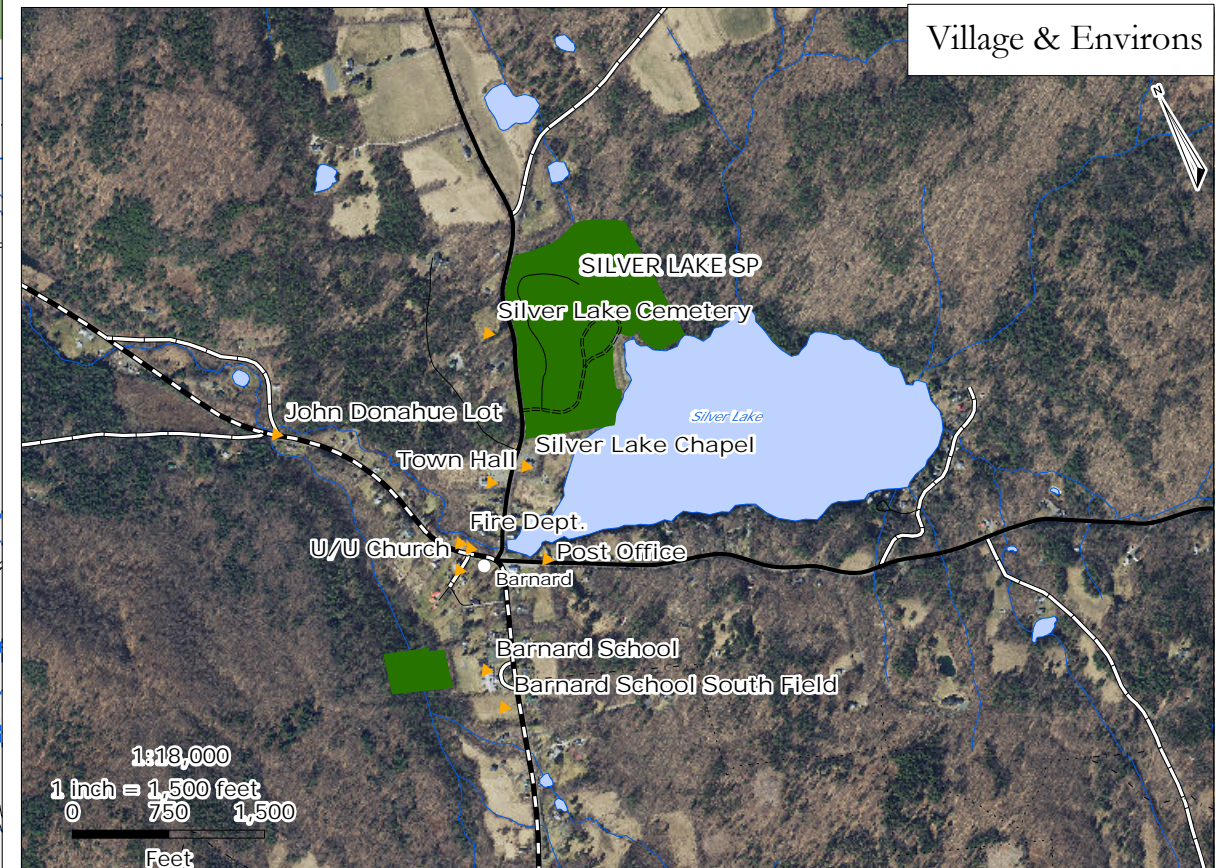 Village & Environs
N
SILVER LAKE SP
Silver Lake Cemetery
John Donahue Lot
Silver Lake
Silver Lake Chapel
Town Hall
Fire Dept.
U/U Church
Post Office
Barnard
Barnard School
Barnard School South Field
1:18,000
1 inch = 1,500 feet
0 750 1,500
Feet